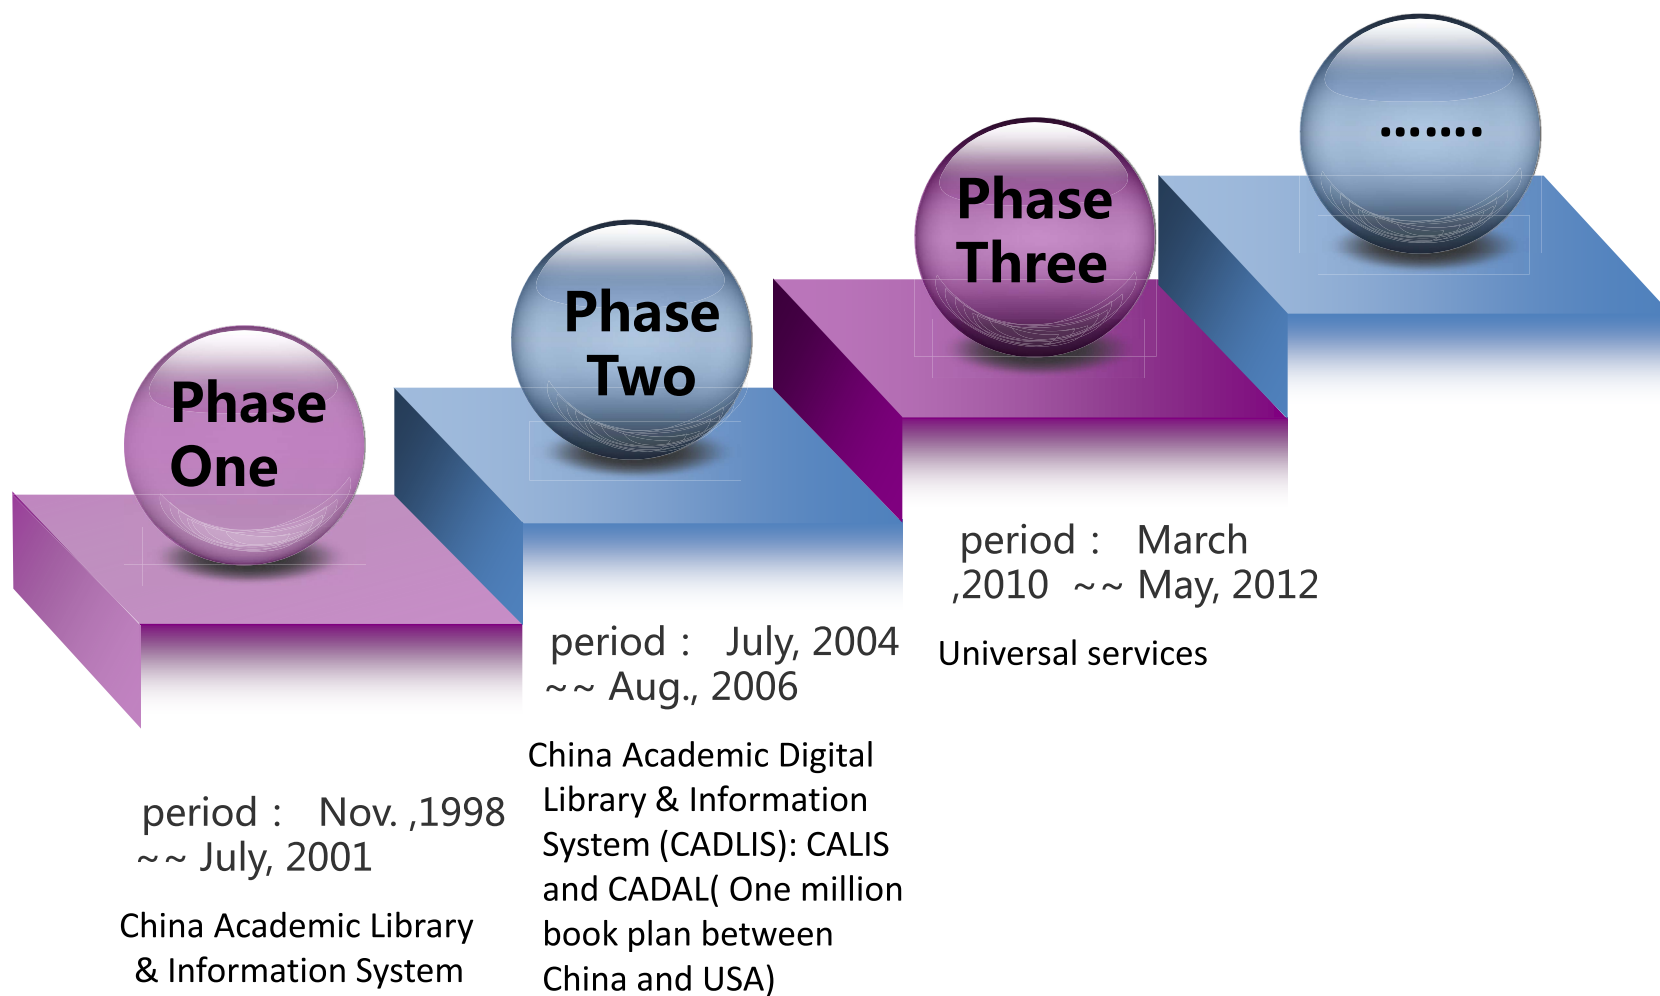 Phase
One
period： Nov. ,1998
~~ July, 2001
China Academic Library
& Information System
Phase
Two
period： July, 2004
~~ Aug., 2006
China Academic Digital
Library & Information
System (CADLIS): CALIS
and CADAL( One million
book plan between
China and USA)
Phase
Three
period： March
,2010 ~~ May, 2012
Universal services
.......